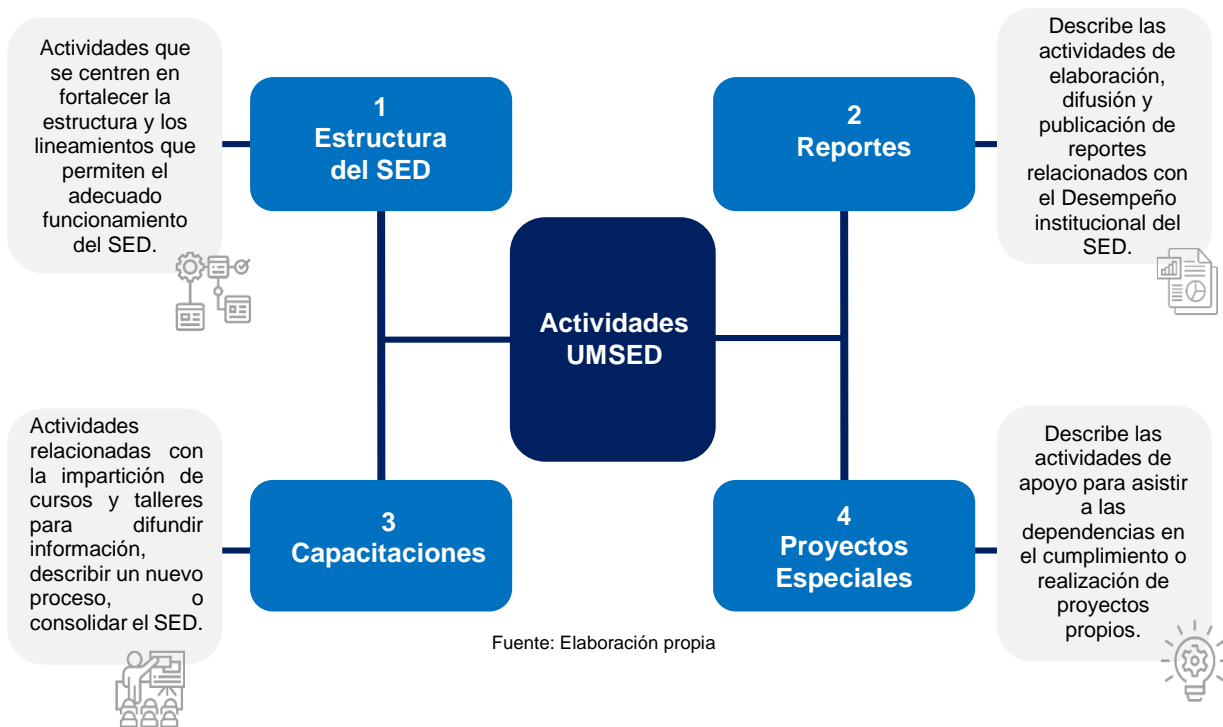 Actividades que
se centren en
fortalecer la
estructura y los
lineamientos que
permiten el
adecuado
funcionamiento
del SED.
1
Estructura
del SED
2
Reportes
Describe las
actividades de
elaboración,
difusión y
publicación de
reportes
relacionados con
el Desempeño
institucional del
SED.
Actividades
UMSED
Actividades
relacionadas con
la impartición de
cursos y talleres
para difundir
información,
describir un nuevo
proceso, o
consolidar el SED.
3
Capacitaciones
4
Proyectos
Especiales
Describe las
actividades de
apoyo para asistir
a las
dependencias en
el cumplimiento o
realización de
proyectos
propios.
Fuente: Elaboración propia